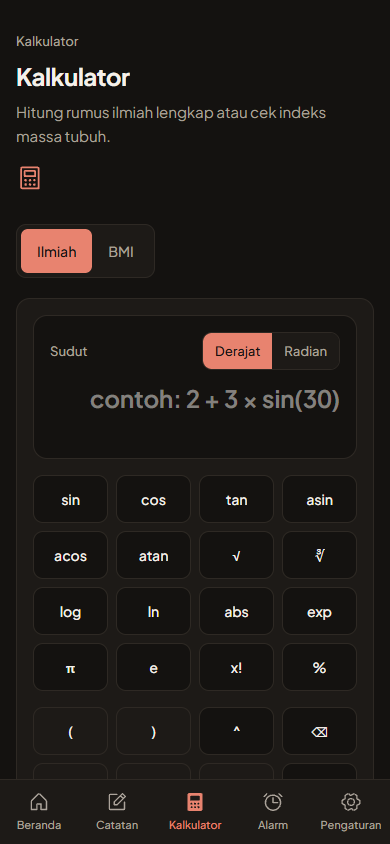 Kalkulator
Kalkulator
Hitung rumus ilmiah lengkap atau cek indeks
massa tubuh.
Ilmiah BMI
Sudut Derajat Radian
contoh: 2 + 3 × sin(30)
sin cos tan asin
acos atan √ ∛
log ln abs exp
π e x! %
( ) ^ ⌫
Beranda Catatan Kalkulator Alarm Pengaturan